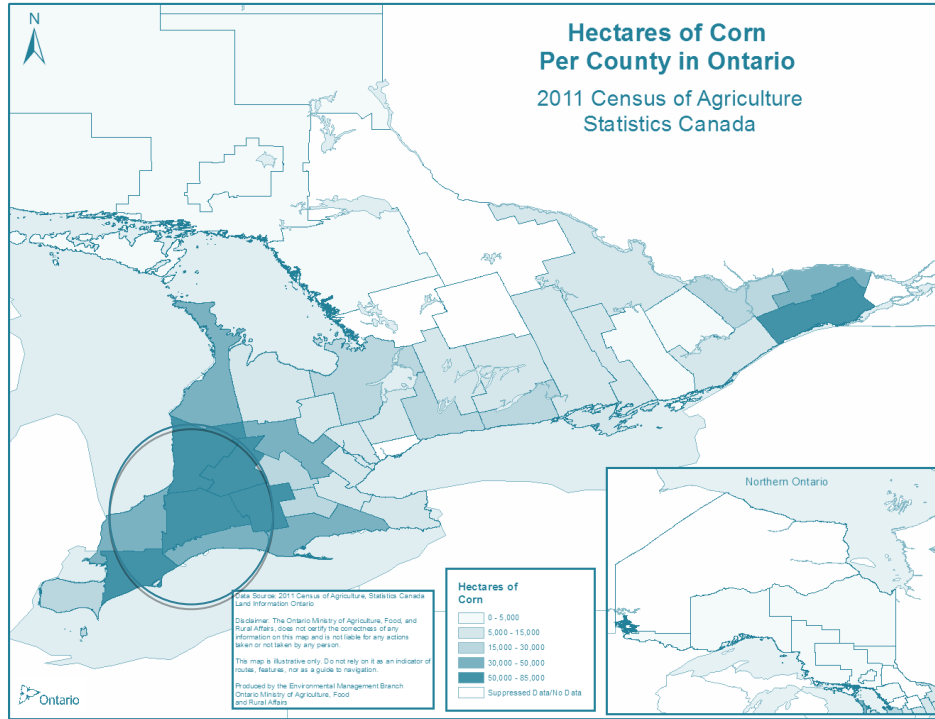 N
Hectares of Corn
Per County in Ontario
2011 Census of Agriculture
Statistics Canada
Northern Ontario
Data Source: 2011 Census of Agriculture, Statistics Canada
Land Information Ontario
Disclaimer: The Ontario Ministry of Agriculture, Food, and
Rural Affairs, does not certify the correctness of any
information on this map and is not liable for any actions
taken or not taken by any person.
This map is illustrative only. Do not rely on it as an indicator of
routes, features, nor as a guide to navigation.
Produced by the Environmental Management Branch
Ontario Ministry of Agriculture, Food
and Rural Affairs
Hectares of
Corn
0 - 5,000
5,000 - 15,000
15,000 - 30,000
30,000 - 50,000
50,000 - 85,000
Suppressed Data/No Data
Ontario